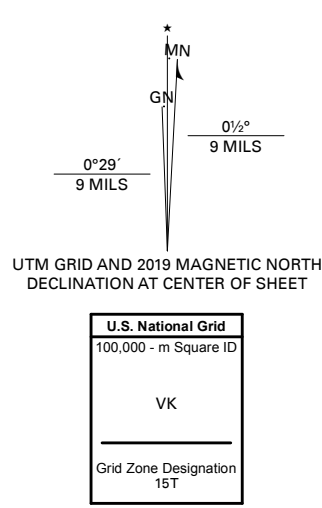 MN
GN
0½°
9 MILS
0°29´
9 MILS
UTM GRID AND 2019 MAGNETIC NORTH
DECLINATION AT CENTER OF SHEET
U.S. National Grid
100,000 - m Square ID
VK
Grid Zone Designation
15T